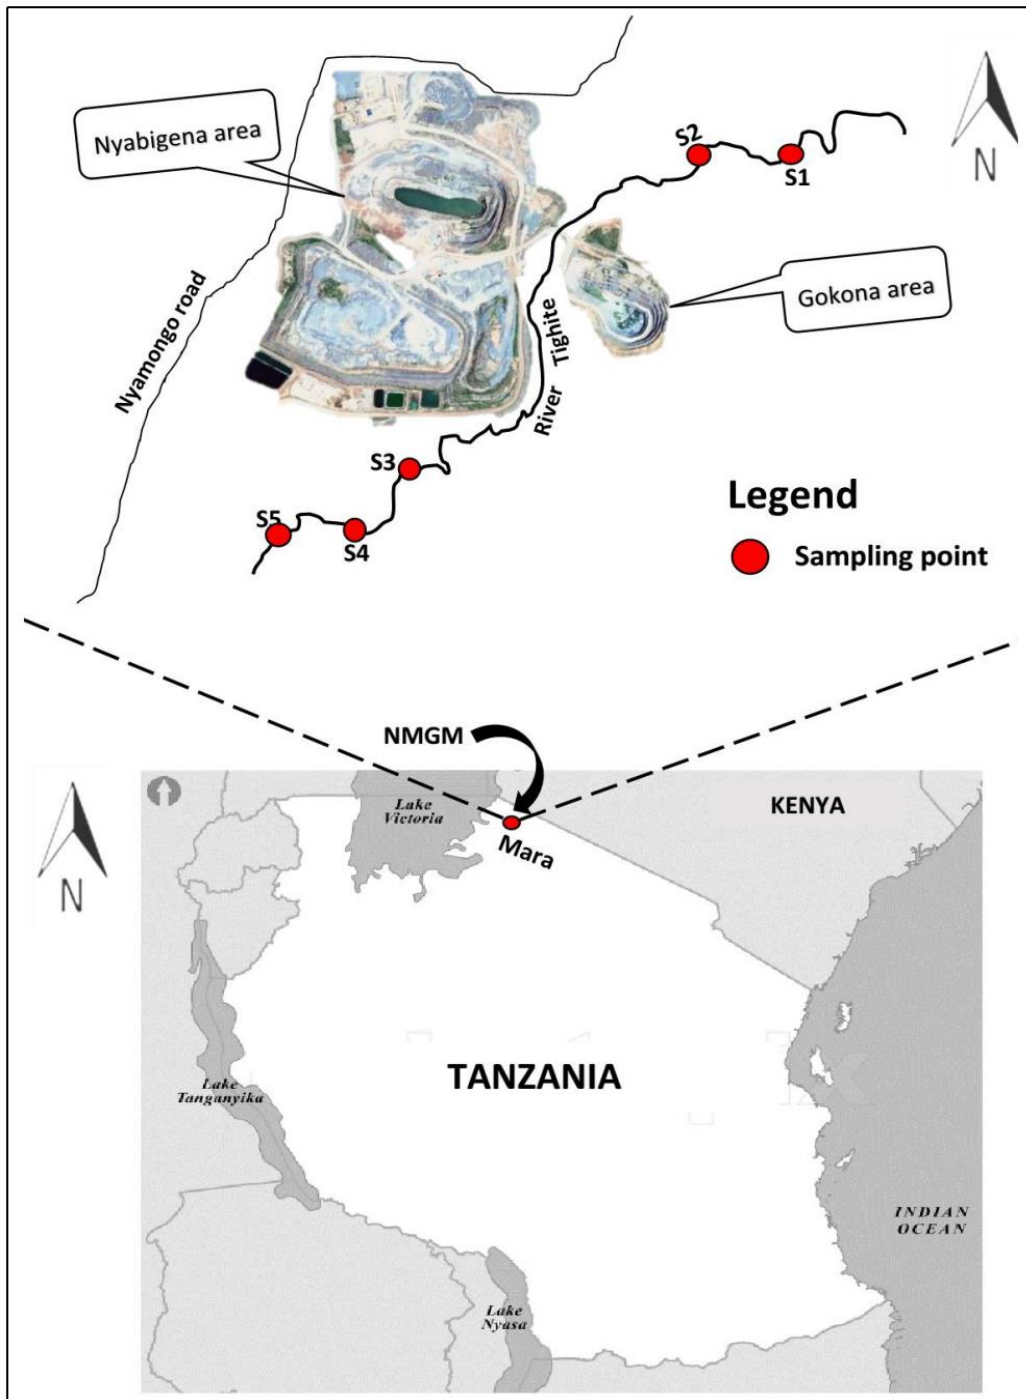 Nyabigena area
S2
S1
N
Nyamongo road
River Tighite
Gokona area
S3
S5
S4
Legend
Sampling point
NMGM
Lake
Victoria
KENYA
Mara
N
TANZANIA
Lake
Tanganyika
INDIAN
OCEAN
Lake
Nyasa